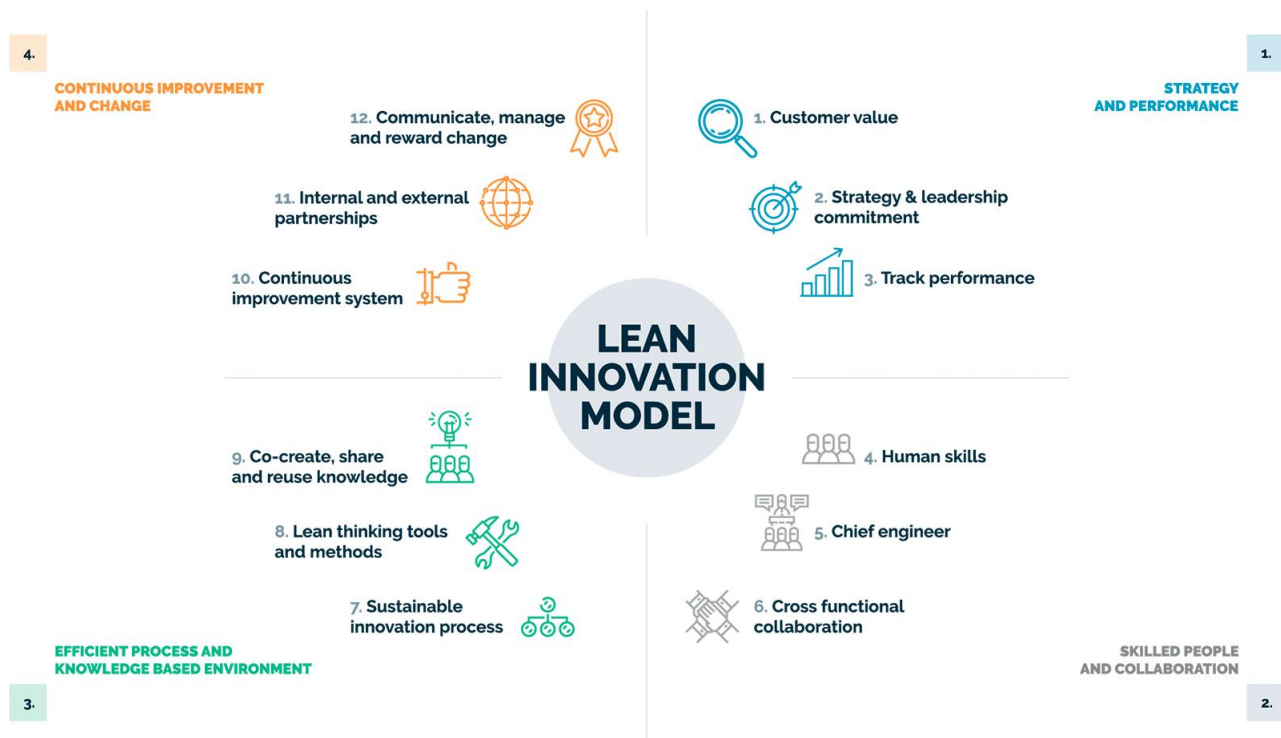 4.
CONTINUOUS IMPROVEMENT
AND CHANGE
12. Communicate, manage
and reward change
11. Internal and external
partnerships
10. Continuous
improvement system
1.
STRATEGY
AND PERFORMANCE
1. Customer value
2. Strategy & leadership
commitment
3. Track performance
LEAN
INNOVATION
MODEL
9. Co-create, share
and reuse knowledge
8. Lean thinking tools
and methods
7. Sustainable
innovation process
EFFICIENT PROCESS AND
KNOWLEDGE BASED ENVIRONMENT
3.
4. Human skills
5. Chief engineer
6. Cross functional
collaboration
SKILLED PEOPLE
AND COLLABORATION
2.